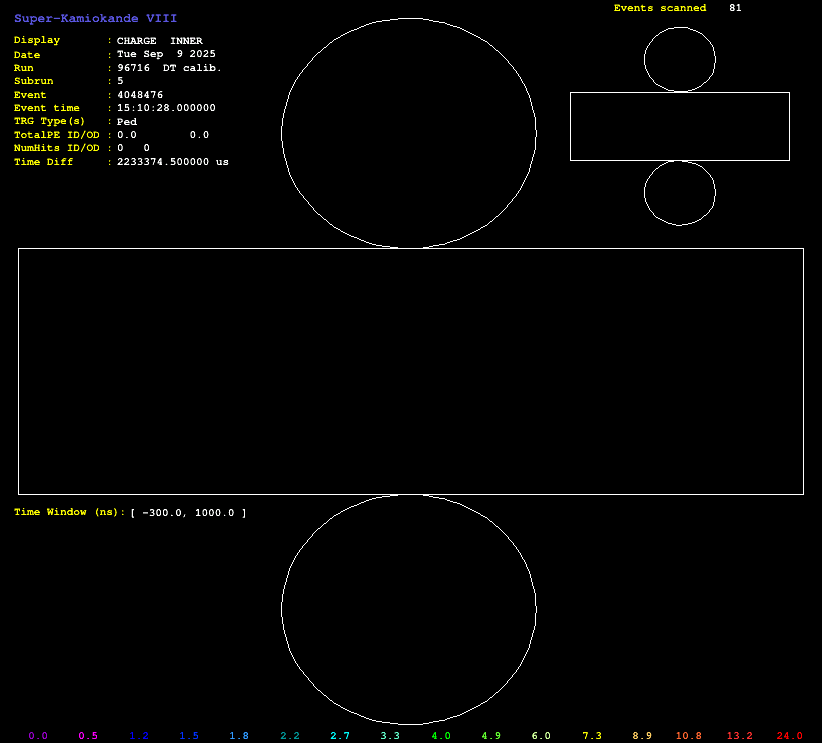 Super-Kamiokande VIII
Events scanned 81
Display : CHARGE INNER
Date : Tue Sep 9 2025
Run : 96716 DT calib.
Subrun : 5
Event : 4048476
Event time : 15:10:28.000000
TRG Type(s) : Ped
TotalPE ID/OD : 0.0 0.0
NumHits ID/OD : 0 0
Time Diff : 2233374.500000 us
Time Window (ns): [ -300.0, 1000.0 ]
0.0 0.5 1.2 1.5 1.8 2.2 2.7 3.3 4.0 4.9 6.0 7.3 8.9 10.8 13.2 24.0